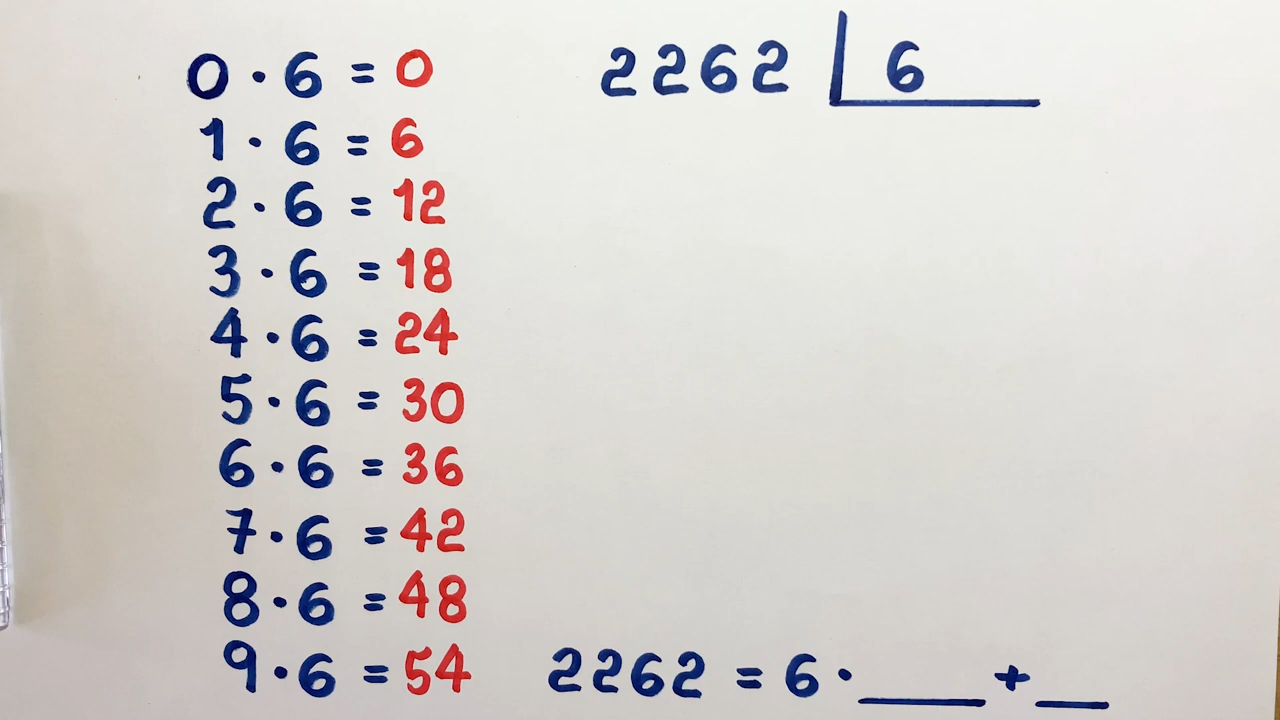 0 · 6 = 0
1 · 6 = 6
2 · 6 = 12
3 · 6 = 18
4 · 6 = 24
5 · 6 = 30
6 · 6 = 36
7 · 6 = 42
8 · 6 = 48
9 · 6 = 54
2262 | 6
2262 = 6 · ____ + __